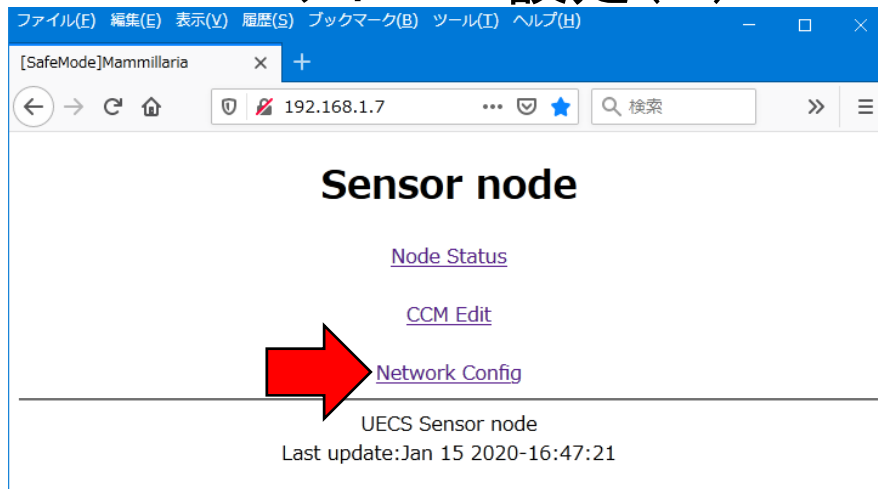 ファイル(F) 編集(E) 表示(V) 履歴(S) ブックマーク(B) ツール(T) ヘルプ(H)
[SafeMode]Mammillaria
192.168.1.7 検索
Sensor node
Node Status
CCM Edit
Network Config
UECS Sensor node
Last update:Jan 15 2020-16:47:21